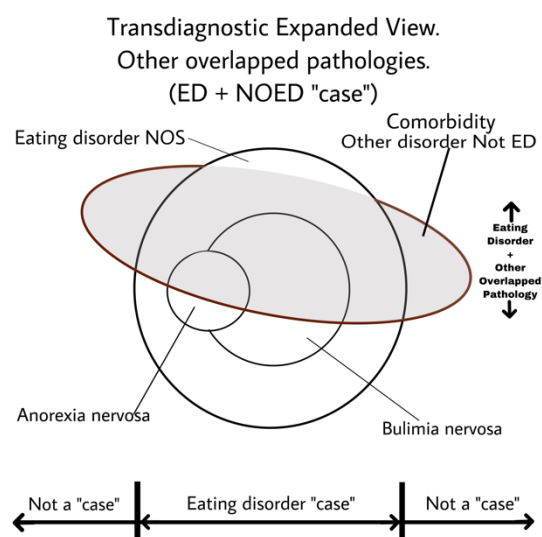 Transdiagnostic Expanded View.
Other overlapped pathologies.
(ED + NOED "case")
Eating disorder NOS
Comorbidity
Other disorder Not ED
Eating
Disorder
+
Other
Overlapped
Pathology
Anorexia nervosa
Bulimia nervosa
Not a "case"
Eating disorder "case"
Not a "case"